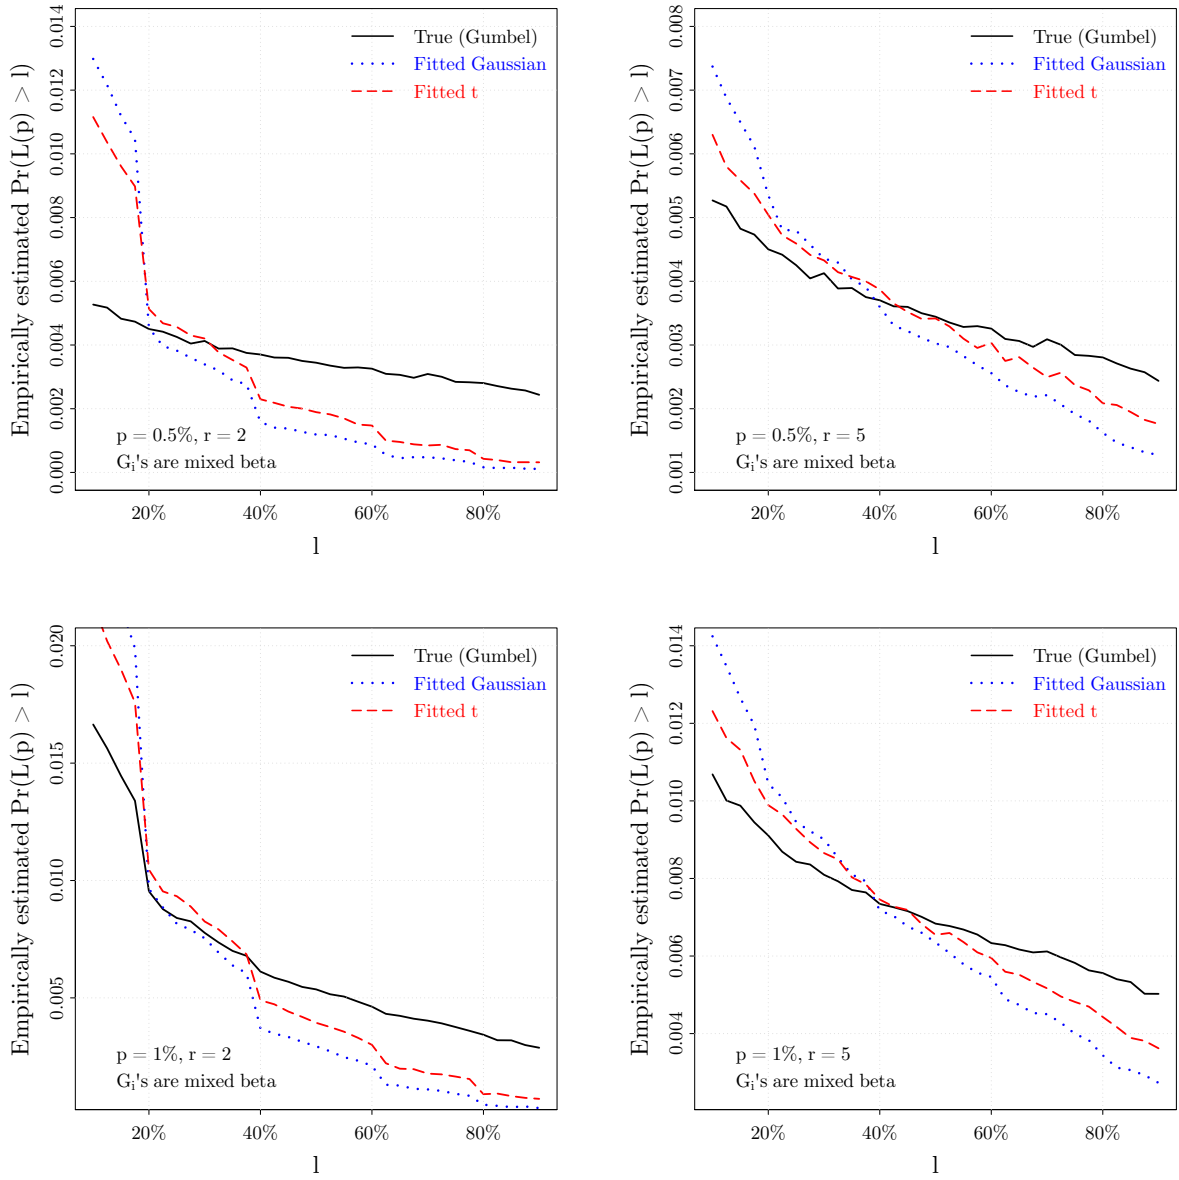 Empirically estimated Pr(L(p) > l)
0.014
0.012
0.010
0.008
0.006
0.004
0.002
0.000
True (Gumbel)
Fitted Gaussian
Fitted t
p = 0.5%, r = 2
Gi's are mixed beta
20% 40% 60% 80%
l
Empirically estimated Pr(L(p) > l)
0.008
0.007
0.006
0.005
0.004
0.003
0.002
0.001
True (Gumbel)
Fitted Gaussian
Fitted t
p = 0.5%, r = 5
Gi's are mixed beta
20% 40% 60% 80%
l
Empirically estimated Pr(L(p) > l)
0.020
0.015
0.010
0.005
True (Gumbel)
Fitted Gaussian
Fitted t
p = 1%, r = 2
Gi's are mixed beta
20% 40% 60% 80%
l
Empirically estimated Pr(L(p) > l)
0.014
0.012
0.010
0.008
0.006
0.004
True (Gumbel)
Fitted Gaussian
Fitted t
p = 1%, r = 5
Gi's are mixed beta
20% 40% 60% 80%
l